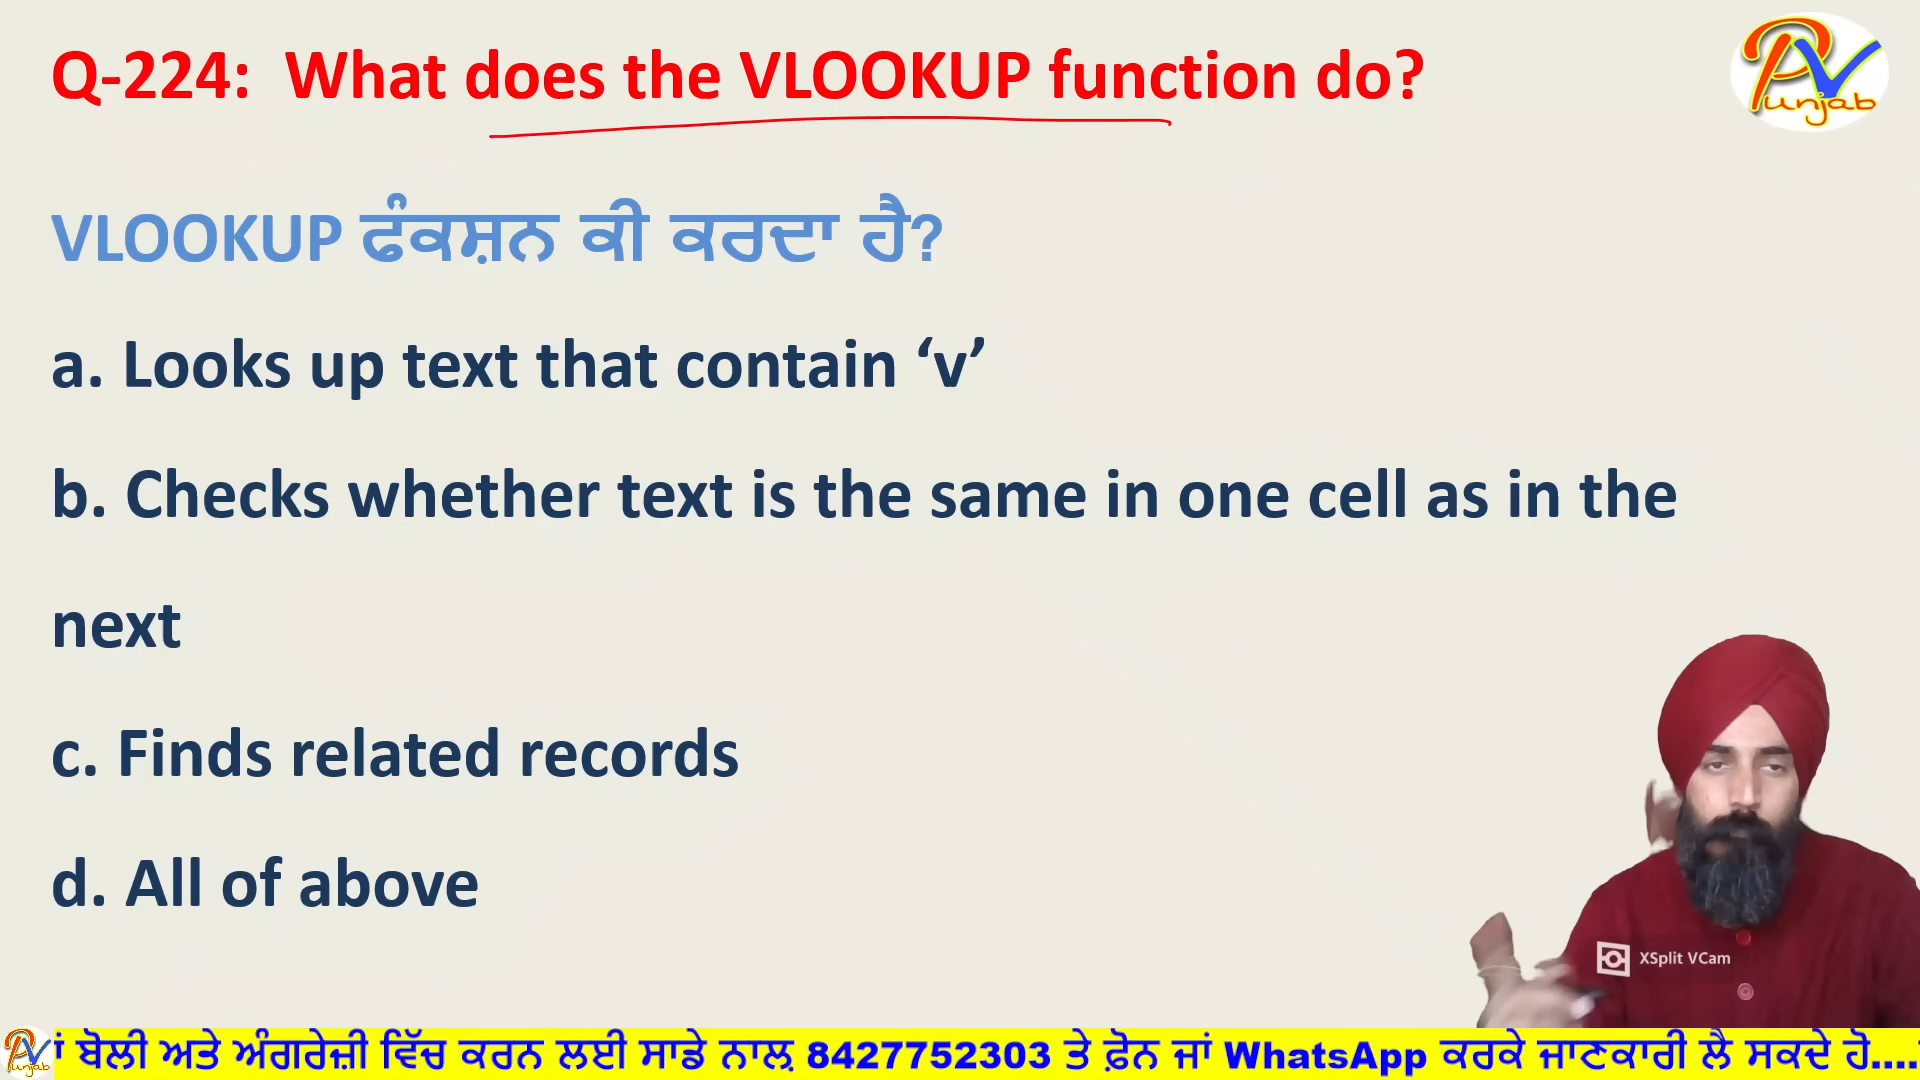 Q-224: What does the VLOOKUP function do?
PV
Punjab
VLOOKUP ਫੰਕਸ਼ਨ ਕੀ ਕਰਦਾ ਹੈ?
a. Looks up text that contain ‘v’
b. Checks whether text is the same in one cell as in the
next
c. Finds related records
d. All of above
XSplit VCam
ਬੋਲੀ ਅਤੇ ਅੰਗਰੇਜ਼ੀ ਵਿੱਚ ਕਰਨ ਲਈ ਸਾਡੇ ਨਾਲ਼ 8427752303 ਤੇ ਫ਼ੋਨ ਜਾਂ WhatsApp ਕਰਕੇ ਜਾਣਕਾਰੀ ਲੈ ਸਕਦੇ ਹੋ....